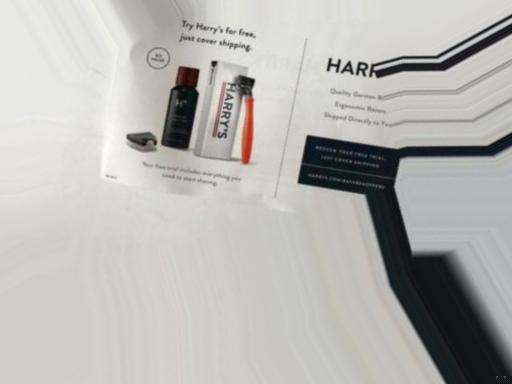 Try Harry's for free,
just cover shipping.
HARRY'S
Your free trial includes everything you
need to start shaving.
HARR
Quality German
Ergonomic Razors
Shipped Directly to You
REDEEM YOUR FREE TRIAL,
JUST COVER SHIPPING